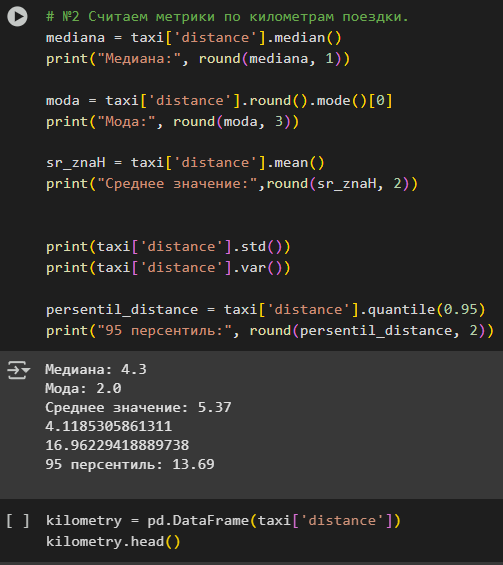 # №2 Считаем метрики по километрам поездки.
mediana = taxi['distance'].median()
print("Медиана:", round(mediana, 1))
moda = taxi['distance'].round().mode()[0]
print("Мода:", round(moda, 3))
sr_znaH = taxi['distance'].mean()
print("Среднее значение:",round(sr_znaH, 2))
print(taxi['distance'].std())
print(taxi['distance'].var())
persentil_distance = taxi['distance'].quantile(0.95)
print("95 персентиль:", round(persentil_distance, 2))
Медиана: 4.3
Мода: 2.0
Среднее значение: 5.37
4.1185305861311
16.96229418889738
95 персентиль: 13.69
[ ] kilometry = pd.DataFrame(taxi['distance'])
kilometry.head()